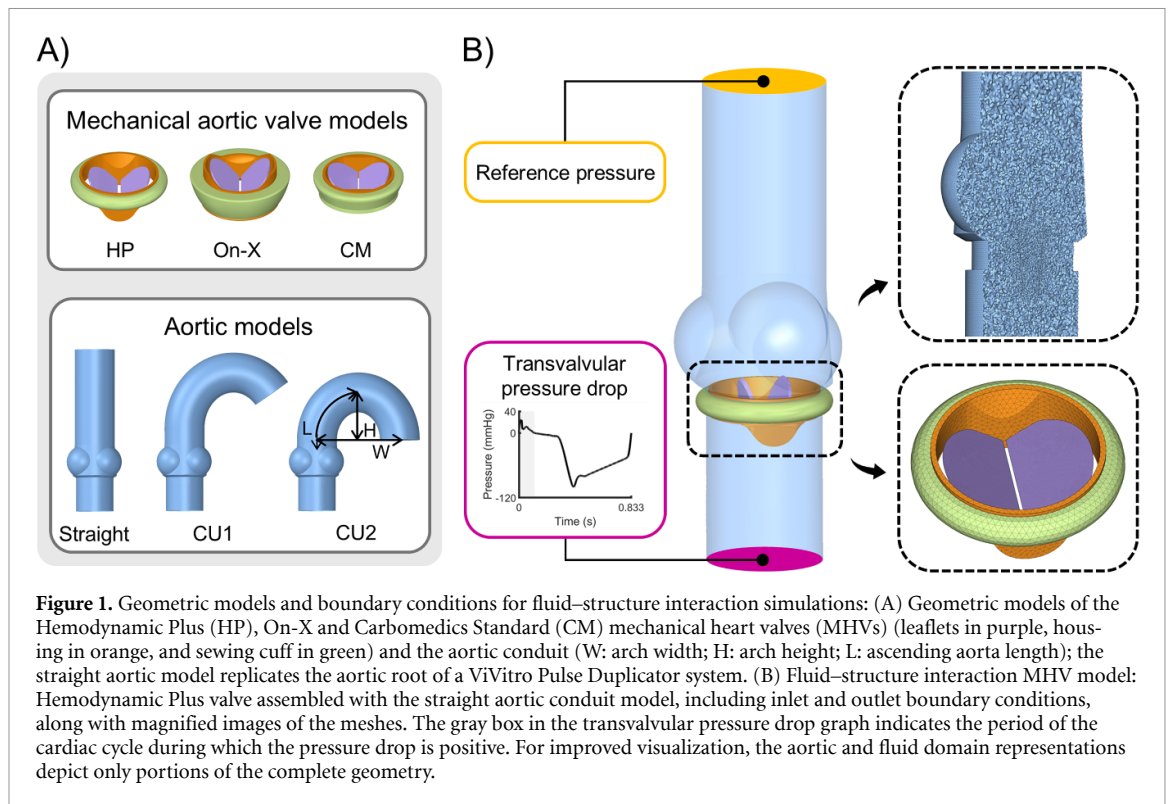 A)
Mechanical aortic valve models
HP
On-X
CM
Aortic models
L
H
W
Straight
CU1
CU2
B)
Reference pressure
Transvalvular
pressure drop
Pressure (mmHg)
40
0
-120
0
0.833
Time (s)
Figure 1. Geometric models and boundary conditions for fluid–structure interaction simulations: (A) Geometric models of the
Hemodynamic Plus (HP), On-X and Carbomedics Standard (CM) mechanical heart valves (MHVs) (leaflets in purple, hous-
ing in orange, and sewing cuff in green) and the aortic conduit (W: arch width; H: arch height; L: ascending aorta length); the
straight aortic model replicates the aortic root of a ViVitro Pulse Duplicator system. (B) Fluid–structure interaction MHV model:
Hemodynamic Plus valve assembled with the straight aortic conduit model, including inlet and outlet boundary conditions,
along with magnified images of the meshes. The gray box in the transvalvular pressure drop graph indicates the period of the
cardiac cycle during which the pressure drop is positive. For improved visualization, the aortic and fluid domain representations
depict only portions of the complete geometry.